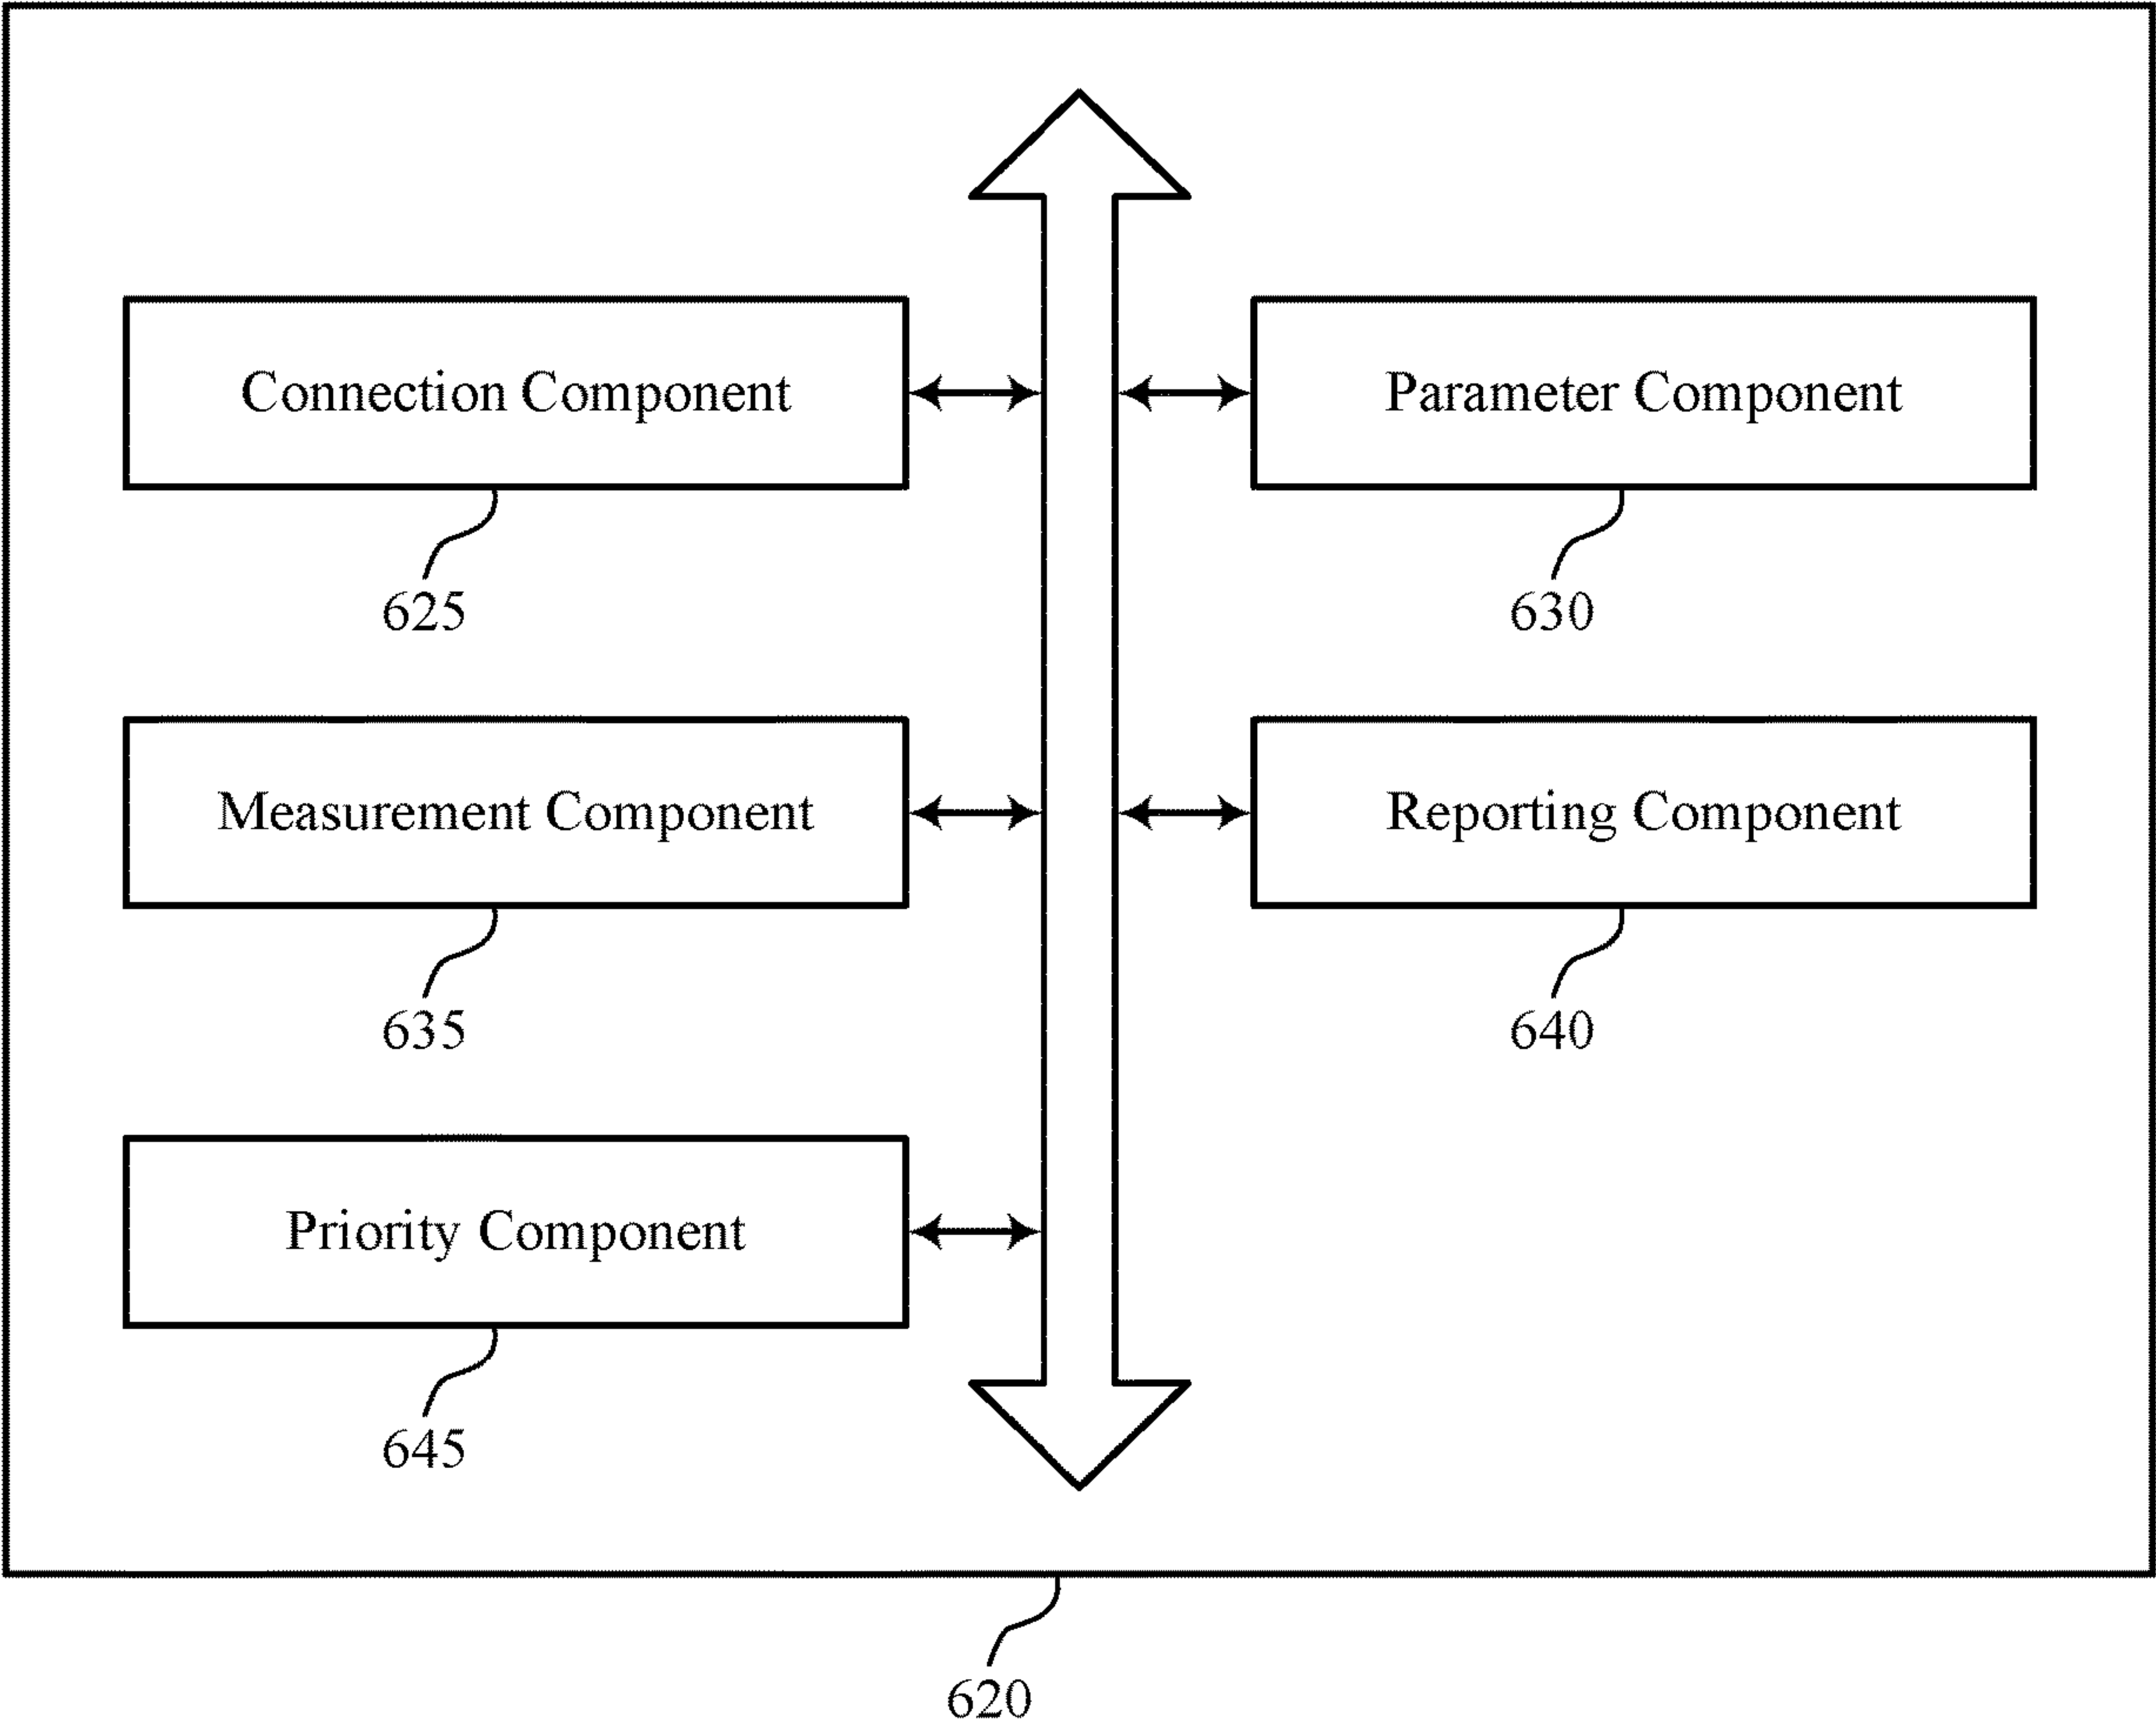 Connection Component
Parameter Component
625
630
Measurement Component
Reporting Component
635
640
Priority Component
645
620